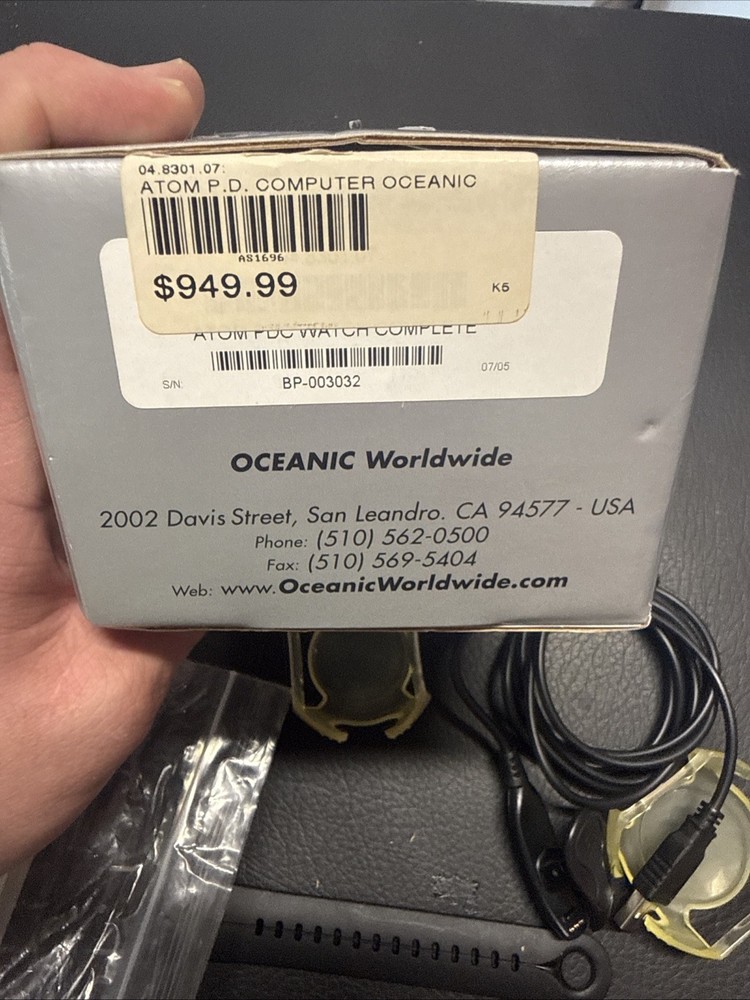 04.8301.07:
ATOM P.D. COMPUTER OCEANIC
AS1696
$949.99
K5
ATOM PDC WATCH COMPLETE
S/N:
BP-003032
07/05
OCEANIC Worldwide
2002 Davis Street, San Leandro. CA 94577 - USA
Phone: (510) 562-0500
Fax: (510) 569-5404
Web: www.OceanicWorldwide.com